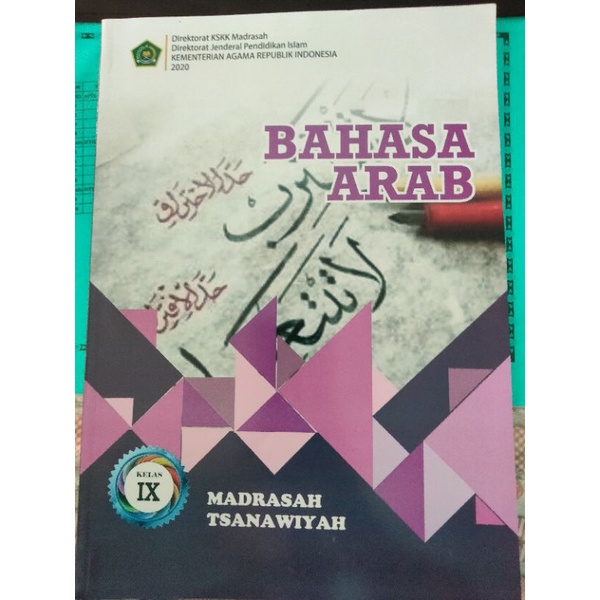 Direktorat KSKK Madrasah
Direktorat Jenderal Pendidikan Islam
KEMENTERIAN AGAMA REPUBLIK INDONESIA
2020
BAHASA
ARAB
KELAS
IX
MADRASAH
TSANAWIYAH